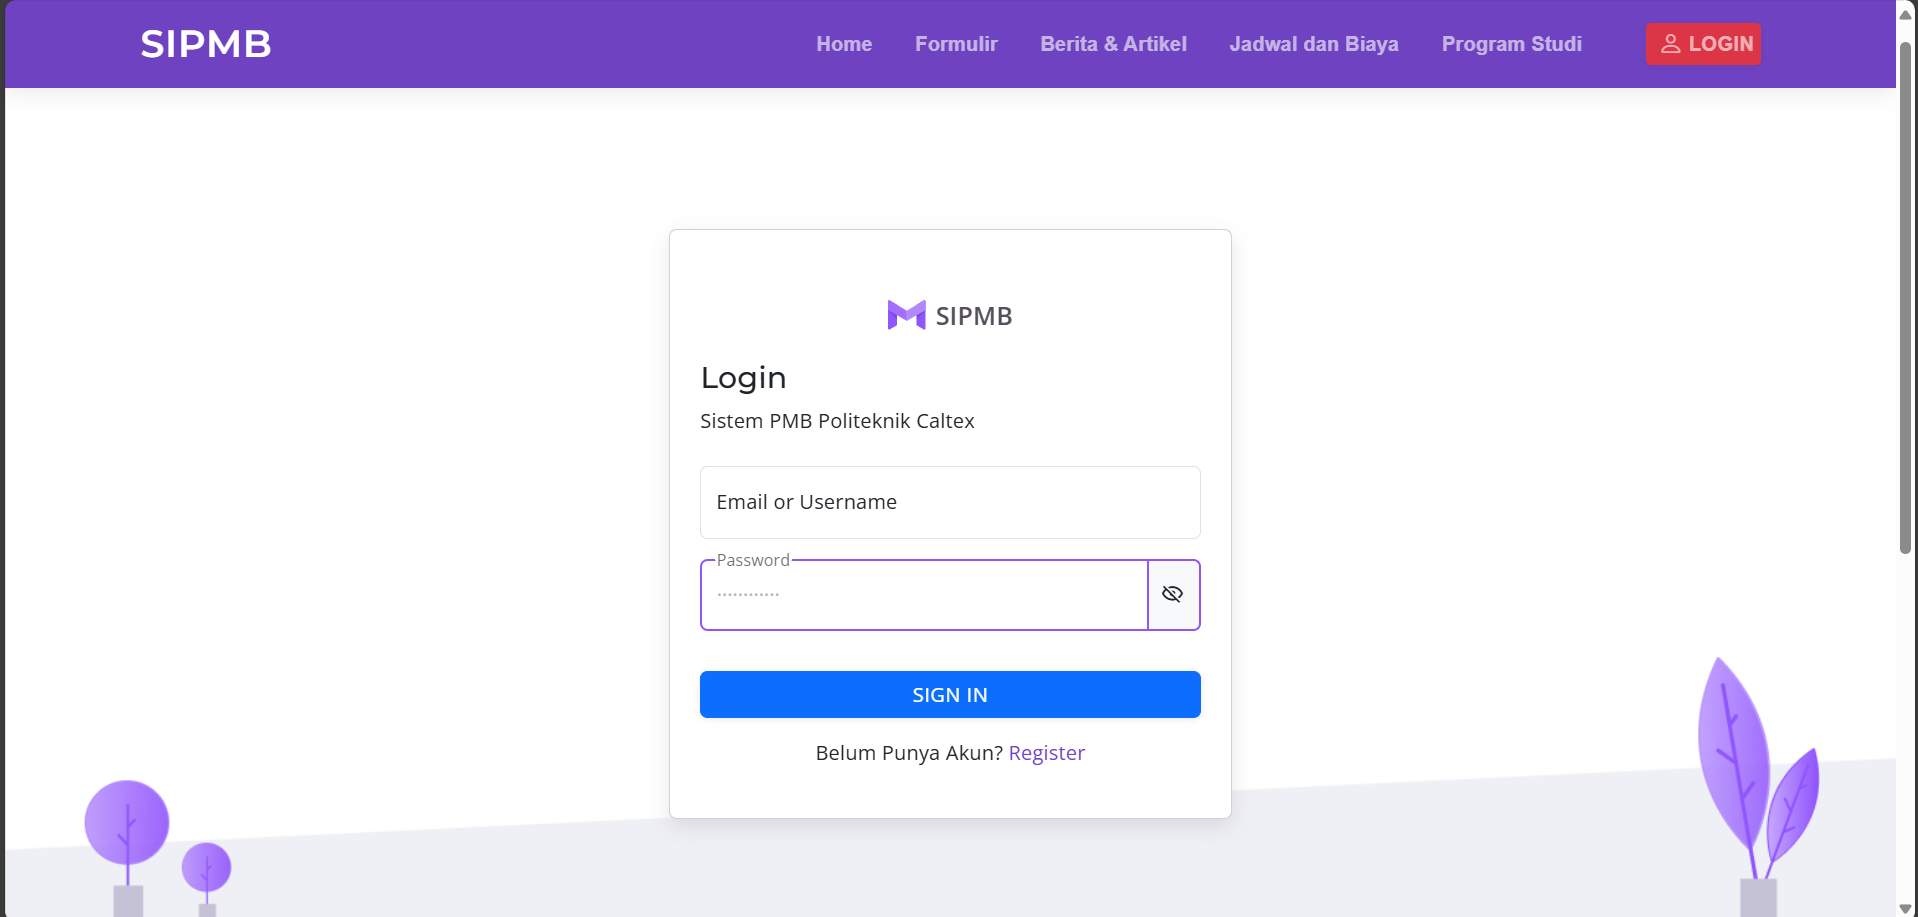 SIPMB
Home
Formulir
Berita & Artikel
Jadwal dan Biaya
Program Studi
LOGIN
SIPMB
Login
Sistem PMB Politeknik Caltex
Email or Username
Password
············
SIGN IN
Belum Punya Akun? Register